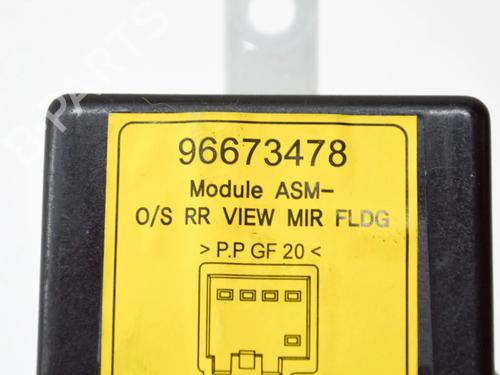 96673478
Module ASM-
O/S RR VIEW MIR FLDG
> P.P GF 20 <